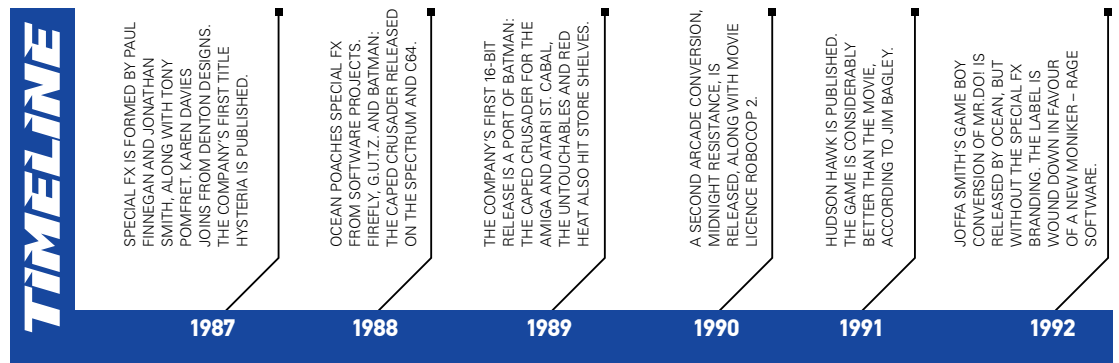 TIMELINE
SPECIAL FX IS FORMED BY PAUL
FINNEGAN AND JONATHAN
SMITH, ALONG WITH TONY
POMFRET. KAREN DAVIES
JOINS FROM DENTON DESIGNS.
THE COMPANY'S FIRST TITLE
HYSTERIA IS PUBLISHED.
1987
OCEAN POACHES SPECIAL FX
FROM SOFTWARE PROJECTS.
FIREFLY, G.U.T.Z. AND BATMAN:
THE CAPED CRUSADER RELEASED
ON THE SPECTRUM AND C64.
1988
THE COMPANY'S FIRST 16-BIT
RELEASE IS A PORT OF BATMAN:
THE CAPED CRUSADER FOR THE
AMIGA AND ATARI ST. CABAL,
THE UNTOUCHABLES AND RED
HEAT ALSO HIT STORE SHELVES.
1989
A SECOND ARCADE CONVERSION,
MIDNIGHT RESISTANCE, IS
RELEASED, ALONG WITH MOVIE
LICENCE ROBOCOP 2.
1990
HUDSON HAWK IS PUBLISHED.
THE GAME IS CONSIDERABLY
BETTER THAN THE MOVIE,
ACCORDING TO JIM BAGLEY.
1991
JOFFA SMITH'S GAME BOY
CONVERSION OF MR.DO! IS
RELEASED BY OCEAN, BUT
WITHOUT THE SPECIAL FX
BRANDING. THE LABEL IS
WOUND DOWN IN FAVOUR
OF A NEW MONIKER – RAGE
SOFTWARE.
1992